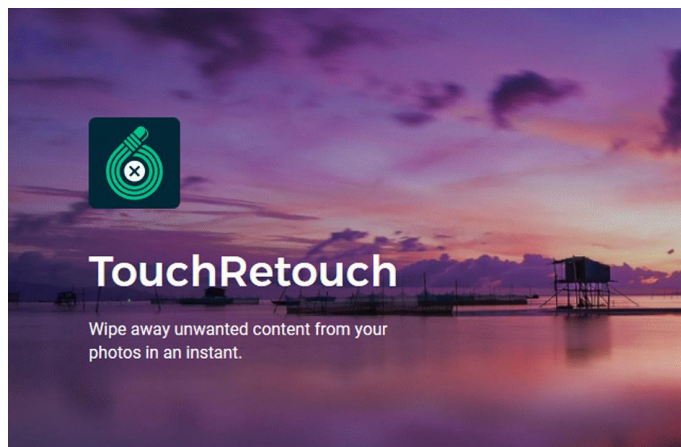 TouchRetouch
Wipe away unwanted content from your
photos in an instant.